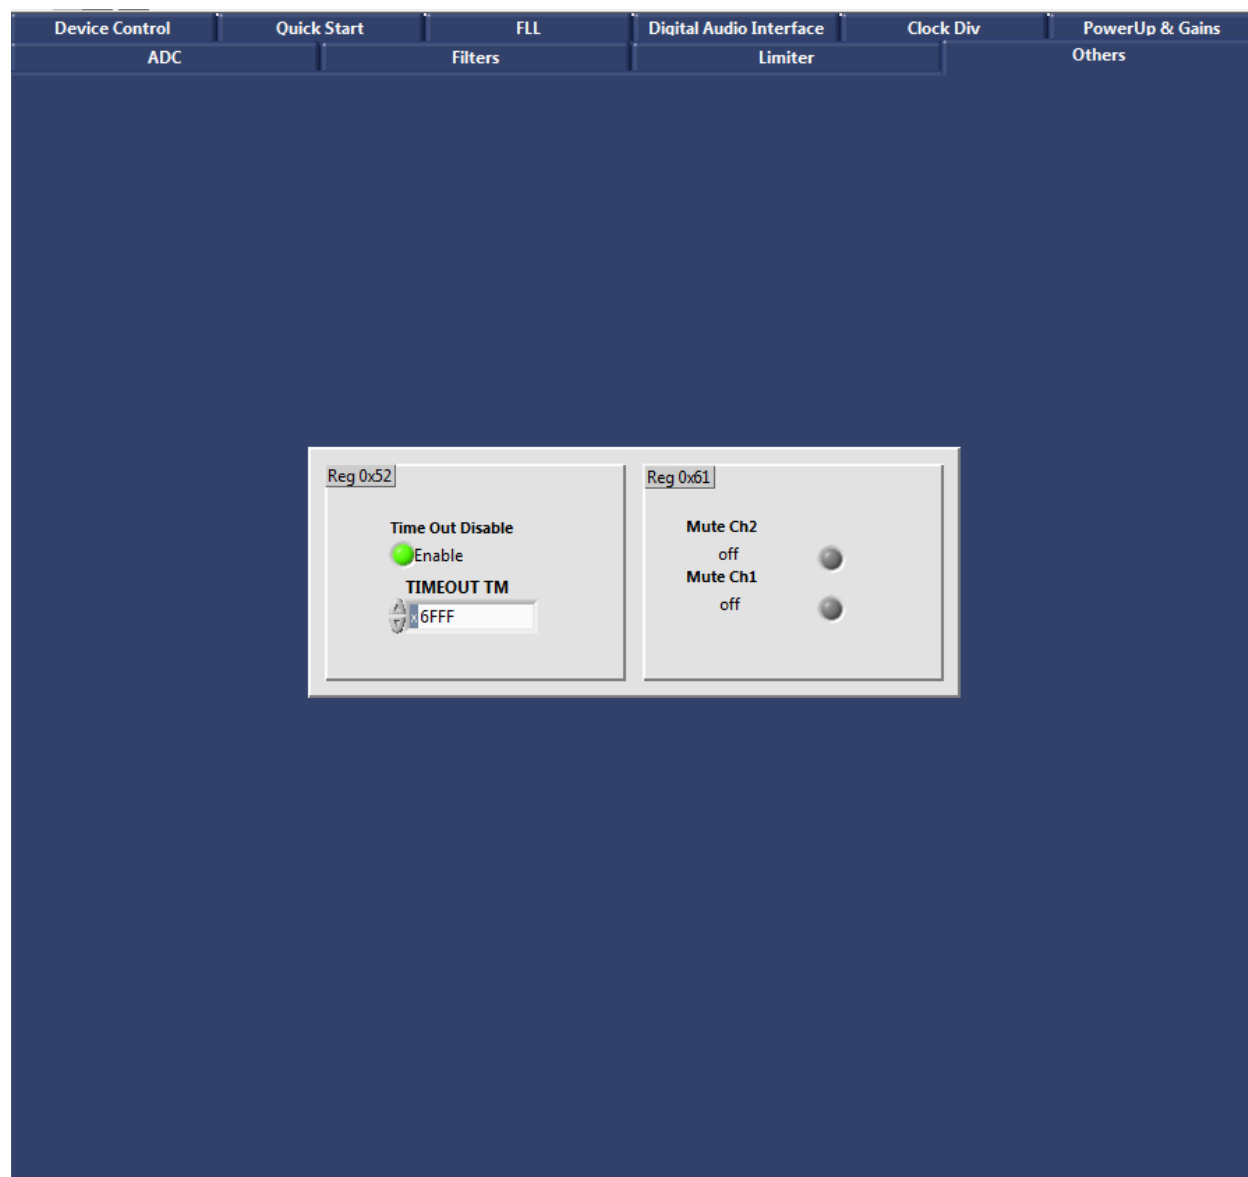 Device Control Quick Start FLL Digital Audio Interface Clock Div PowerUp & Gains
ADC Filters Limiter Others
Reg 0x52
Time Out Disable
Enable
TIMEOUT TM
x 6FFF
Reg 0x61
Mute Ch2
off
Mute Ch1
off